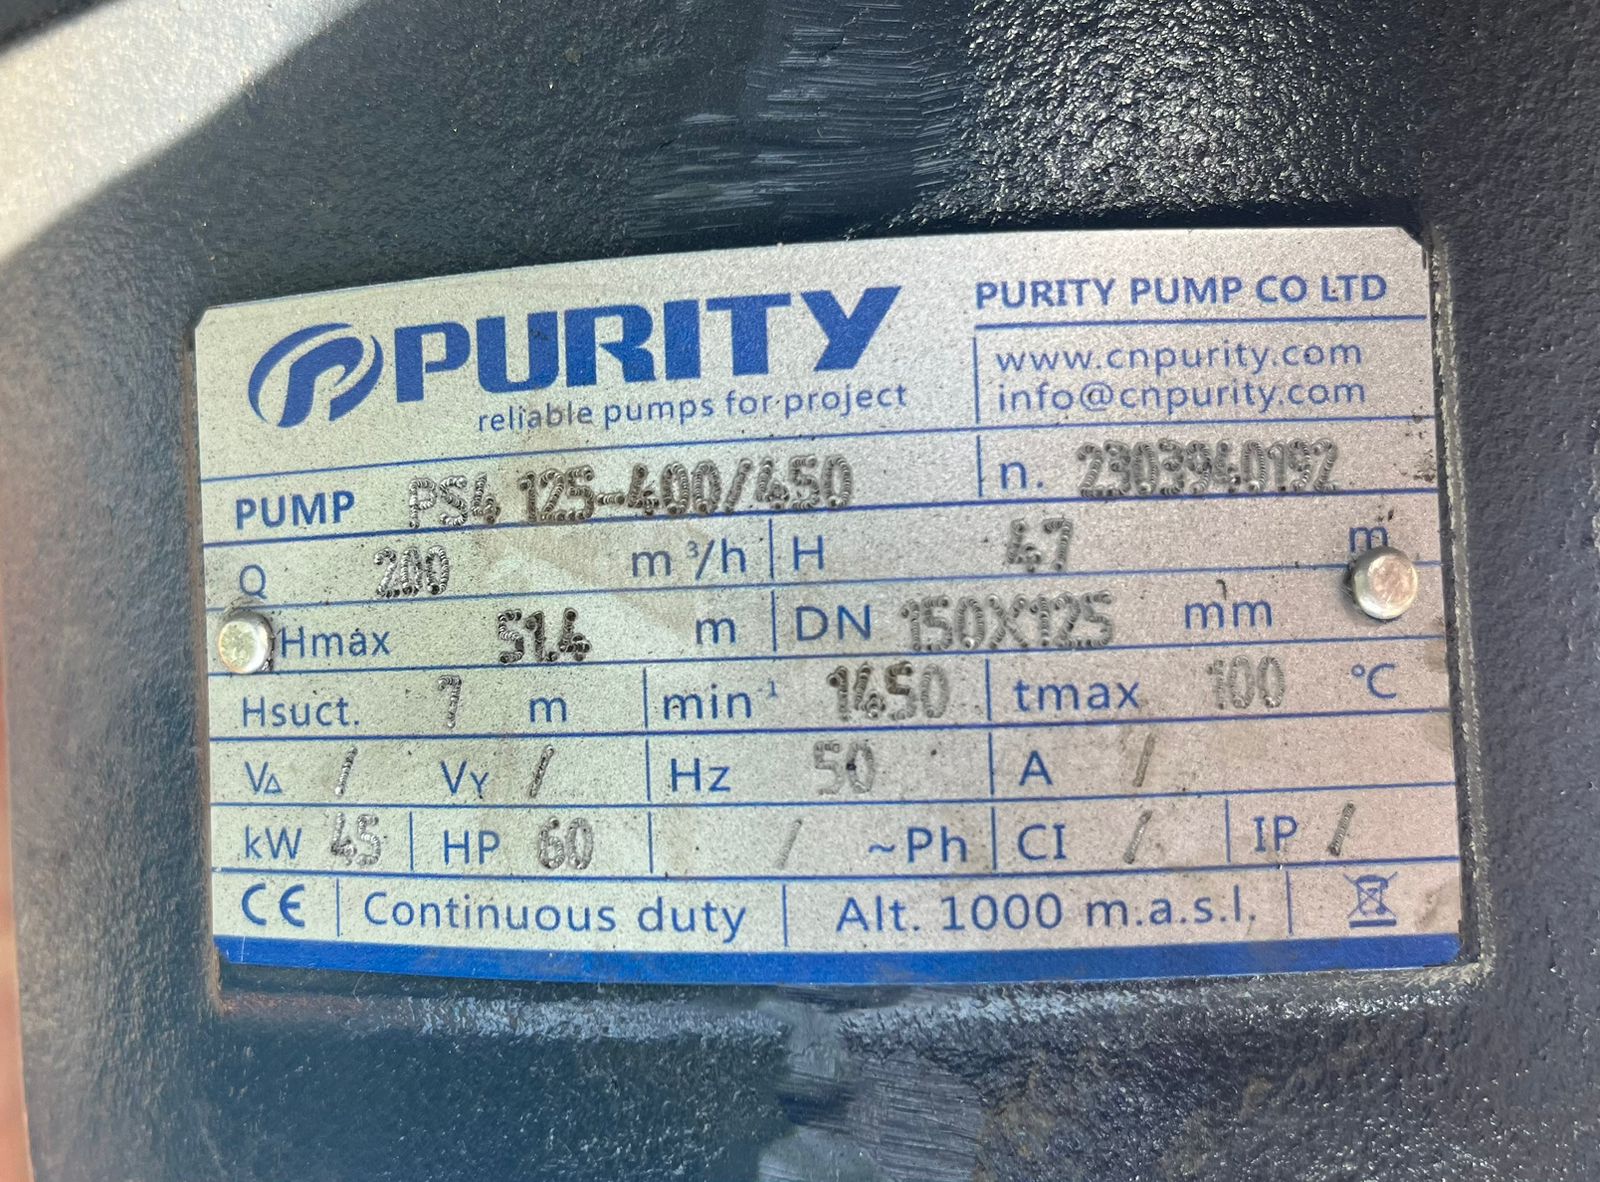 PURITY
reliable pumps for project
PURITY PUMP CO LTD
www.cnpurity.com
info@cnpurity.com
PUMP PS4 125-400/450 n. 2303940192
Q 200 m³/h H 47 m
Hmax 51.4 m DN 150X125 mm
Hsuct. 7 m min⁻¹ 1450 tmax 100 °C
V△ / VY / Hz 50 A /
kW 45 HP 60 / ~Ph CI / IP /
CE Continuous duty Alt. 1000 m.a.s.l.